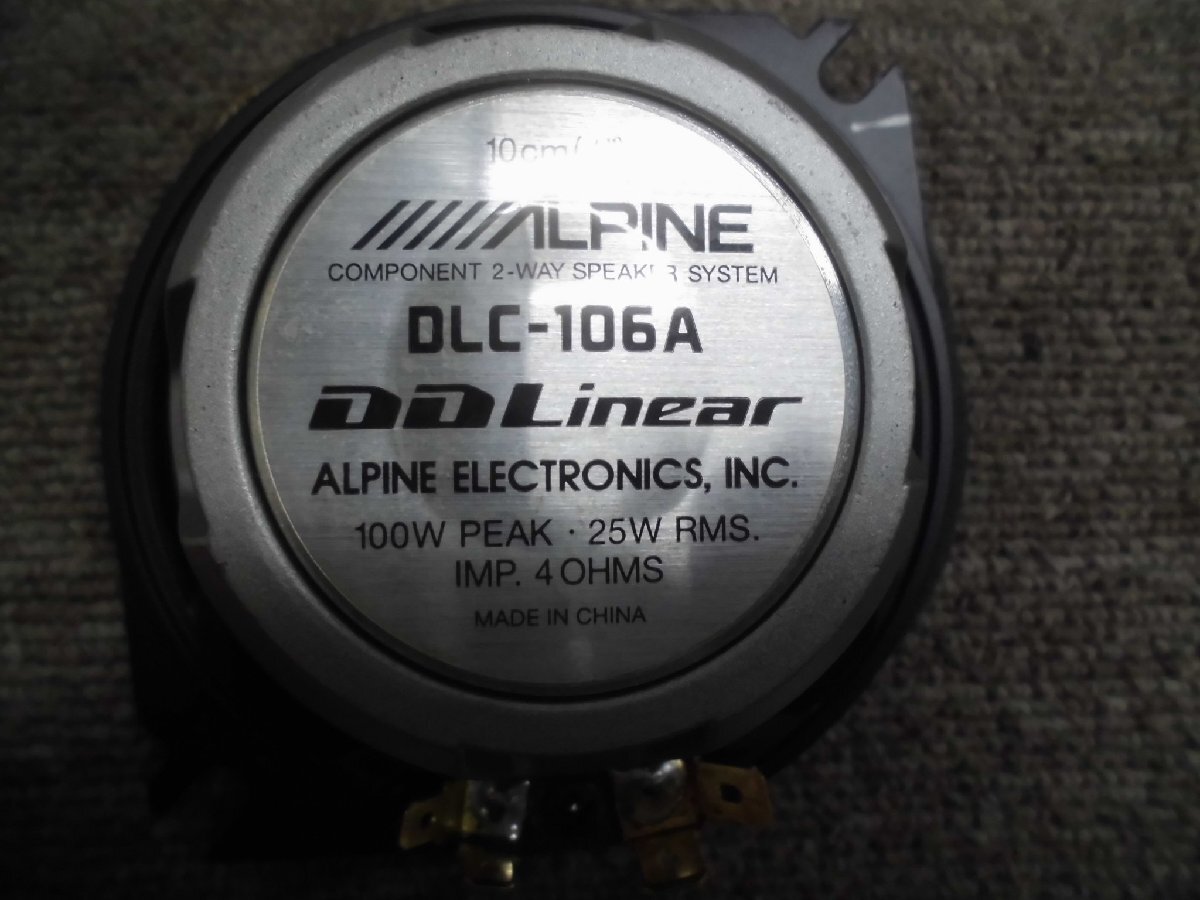 10cm(
ALPINE
COMPONENT 2-WAY SYSTEM
DLC-106A
DDLinear
ALPINE ELECTRONICS, INC.
100W PEAK · 25W RMS.
IMP. 4 OHMS
MADE IN CHINA